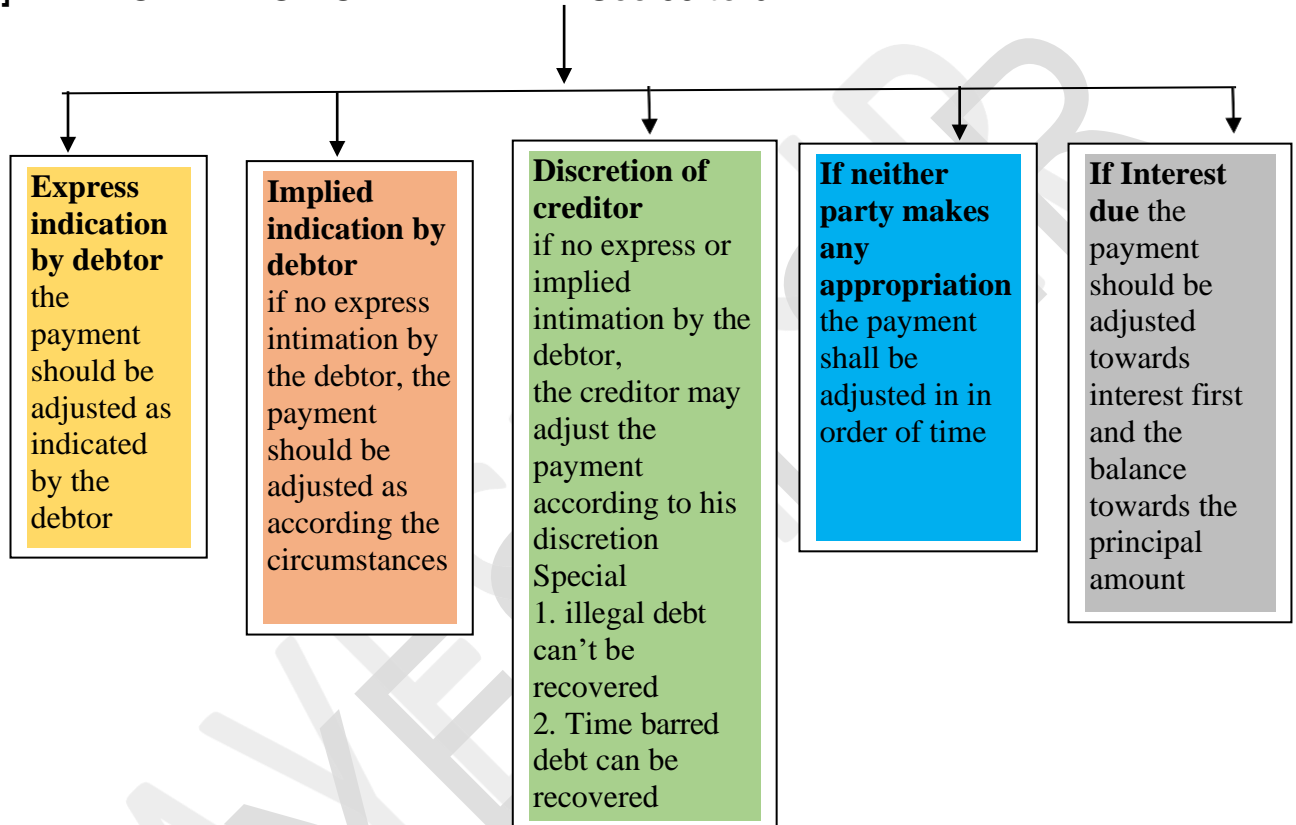 ]
Express
indication
by debtor
the
payment
should be
adjusted as
indicated
by the
debtor
Implied
indication by
debtor
if no express
intimation by
the debtor, the
payment
should be
adjusted as
according the
circumstances
Discretion of
creditor
if no express or
implied
intimation by the
debtor,
the creditor may
adjust the
payment
according to his
discretion
Special
1. illegal debt
can’t be
recovered
2. Time barred
debt can be
recovered
If neither
party makes
any
appropriation
the payment
shall be
adjusted in in
order of time
If Interest
due the
payment
should be
adjusted
towards
interest first
and the
balance
towards the
principal
amount